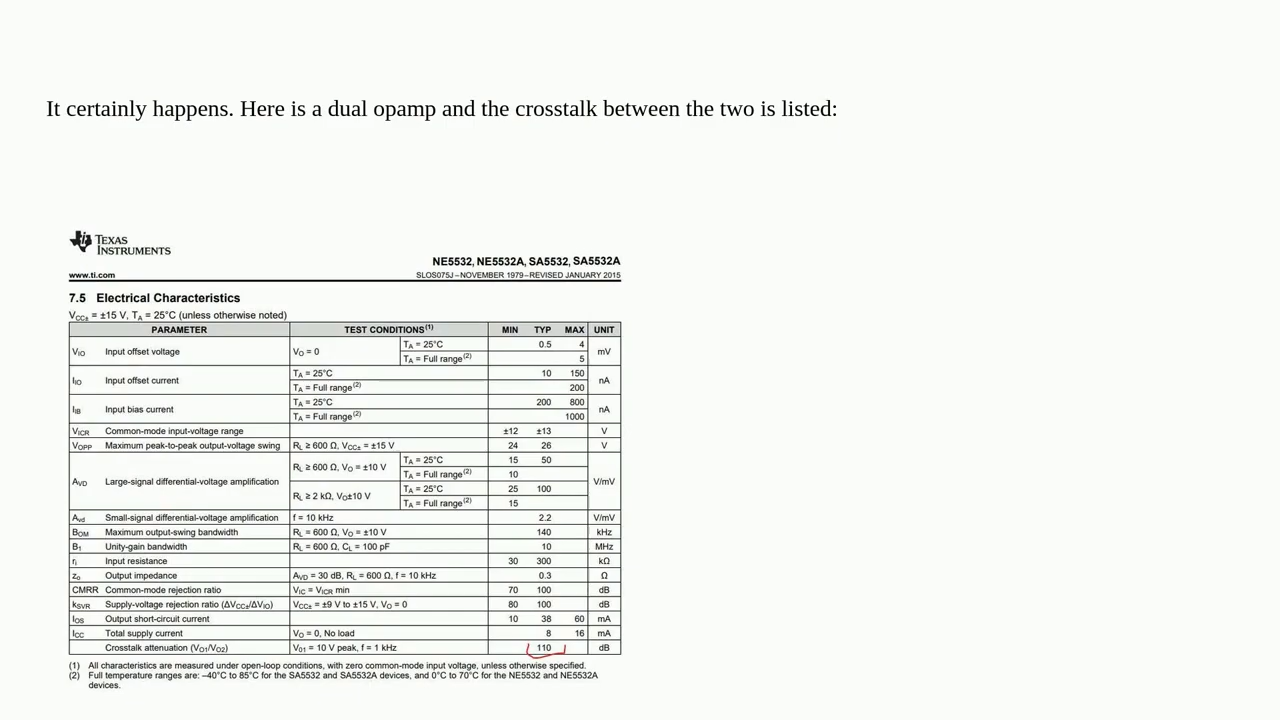 It certainly happens. Here is a dual opamp and the crosstalk between the two is listed:
TEXAS
INSTRUMENTS
NE5532, NE5532A, SA5532, SA5532A
www.ti.com SLOS075J – NOVEMBER 1979 – REVISED JANUARY 2015
7.5 Electrical Characteristics
VCC± = ±15 V, TA = 25°C (unless otherwise noted)
PARAMETER TEST CONDITIONS(1) MIN TYP MAX UNIT
VIO Input offset voltage VO = 0 TA = 25°C 0.5 4 mV
TA = Full range(2) 5
IIO Input offset current TA = 25°C 10 150 nA
TA = Full range(2) 200
IIB Input bias current TA = 25°C 200 800 nA
TA = Full range(2) 1000
VICR Common-mode input-voltage range ±12 ±13 V
VOPP Maximum peak-to-peak output-voltage swing RL ≥ 600 Ω, VCC± = ±15 V 24 26 V
AVD Large-signal differential-voltage amplification RL ≥ 600 Ω, VO = ±10 V TA = 25°C 15 50 V/mV
TA = Full range(2) 10
RL ≥ 2 kΩ, VO±10 V TA = 25°C 25 100
TA = Full range(2) 15
Avd Small-signal differential-voltage amplification f = 10 kHz 2.2 V/mV
BOM Maximum output-swing bandwidth RL = 600 Ω, VO = ±10 V 140 kHz
B1 Unity-gain bandwidth RL = 600 Ω, CL = 100 pF 10 MHz
ri Input resistance 30 300 kΩ
zo Output impedance AVD = 30 dB, RL = 600 Ω, f = 10 kHz 0.3 Ω
CMRR Common-mode rejection ratio VIC = VICR min 70 100 dB
kSVR Supply-voltage rejection ratio (ΔVCC±/ΔVIO) VCC± = ±9 V to ±15 V, VO = 0 80 100 dB
IOS Output short-circuit current 10 38 60 mA
ICC Total supply current VO = 0, No load 8 16 mA
Crosstalk attenuation (VO1/VO2) V01 = 10 V peak, f = 1 kHz 110 dB
(1) All characteristics are measured under open-loop conditions, with zero common-mode input voltage, unless otherwise specified.
(2) Full temperature ranges are: –40°C to 85°C for the SA5532 and SA5532A devices, and 0°C to 70°C for the NE5532 and NE5532A
devices.